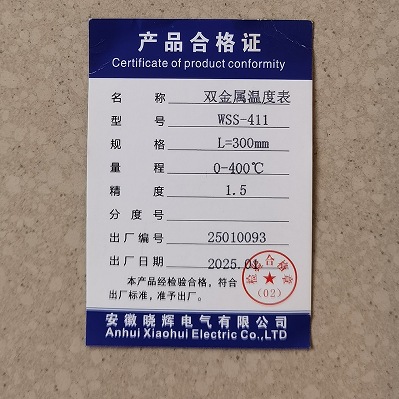 产品合格证
Certificate of product conformity
名 称 双金属温度表
型 号 WSS-411
规 格 L=300mm
量 程 0-400℃
精 度 1.5
分 度 号
出厂编号 25010093
出厂日期 2025.01
本产品经检验合格，符合
出厂标准，准予出厂。
检验合格章
(02)
安徽晓辉电气有限公司
Anhui Xiaohui Electric Co.,LTD